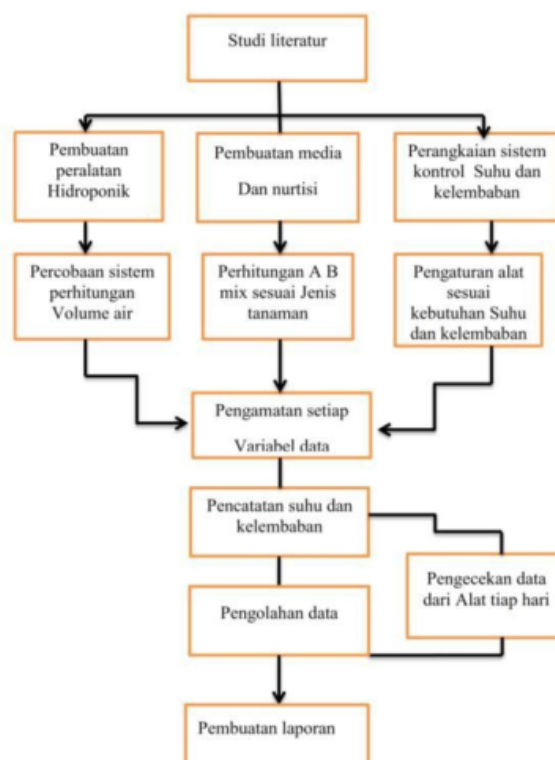 Studi literatur
Pembuatan
peralatan
Hidroponik
Pembuatan media
Dan nurtisi
Perangkaian sistem
kontrol Suhu dan
kelembaban
Percobaan sistem
perhitungan
Volume air
Perhitungan A B
mix sesuai Jenis
tanaman
Pengaturan alat
sesuai
kebutuhan Suhu
dan kelembaban
Pengamatan setiap
Variabel data
Pencatatan suhu dan
kelembaban
Pengecekan data
dari Alat tiap hari
Pengolahan data
Pembuatan laporan